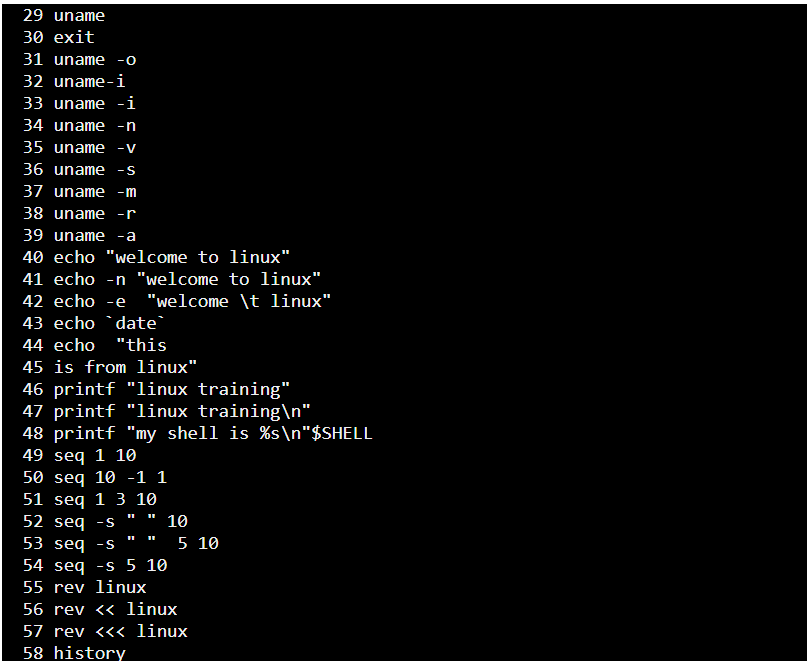 29 uname
30 exit
31 uname -o
32 uname-i
33 uname -i
34 uname -n
35 uname -v
36 uname -s
37 uname -m
38 uname -r
39 uname -a
40 echo "welcome to linux"
41 echo -n "welcome to linux"
42 echo -e  "welcome \t linux"
43 echo `date`
44 echo  "this
45 is from linux"
46 printf "linux training"
47 printf "linux training\n"
48 printf "my shell is %s\n"$SHELL
49 seq 1 10
50 seq 10 -1 1
51 seq 1 3 10
52 seq -s " " 10
53 seq -s " "  5 10
54 seq -s 5 10
55 rev linux
56 rev << linux
57 rev <<< linux
58 history